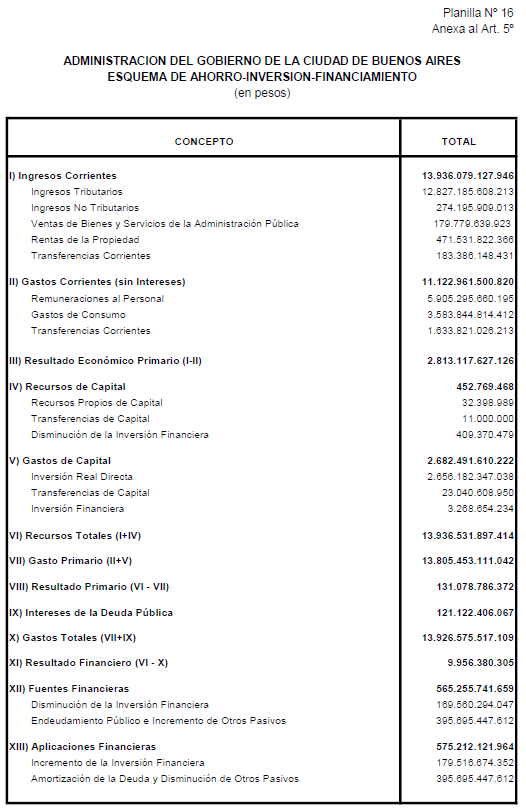 Planilla Nº 16
Anexa al Art. 5º
ADMINISTRACION DEL GOBIERNO DE LA CIUDAD DE BUENOS AIRES
ESQUEMA DE AHORRO-INVERSION-FINANCIAMIENTO
(en pesos)
CONCEPTO TOTAL
I) Ingresos Corrientes 13.936.079.127.946
Ingresos Tributarios 12.827.185.608.213
Ingresos No Tributarios 274.195.909.013
Ventas de Bienes y Servicios de la Administración Pública 179.779.639.923
Rentas de la Propiedad 471.531.822.366
Transferencias Corrientes 183.386.148.431
II) Gastos Corrientes (sin Intereses) 11.122.961.500.820
Remuneraciones al Personal 5.905.295.660.195
Gastos de Consumo 3.583.844.814.412
Transferencias Corrientes 1.633.821.026.213
III) Resultado Económico Primario (I-II) 2.813.117.627.126
IV) Recursos de Capital 452.769.468
Recursos Propios de Capital 32.398.989
Transferencias de Capital 11.000.000
Disminución de la Inversión Financiera 409.370.479
V) Gastos de Capital 2.682.491.610.222
Inversión Real Directa 2.656.182.347.038
Transferencias de Capital 23.040.608.950
Inversión Financiera 3.268.654.234
VI) Recursos Totales (I+IV) 13.936.531.897.414
VII) Gasto Primario (II+V) 13.805.453.111.042
VIII) Resultado Primario (VI - VII) 131.078.786.372
IX) Intereses de la Deuda Pública 121.122.406.067
X) Gastos Totales (VII+IX) 13.926.575.517.109
XI) Resultado Financiero (VI - X) 9.956.380.305
XII) Fuentes Financieras 565.255.741.659
Disminución de la Inversión Financiera 169.560.294.047
Endeudamiento Público e Incremento de Otros Pasivos 395.695.447.612
XIII) Aplicaciones Financieras 575.212.121.964
Incremento de la Inversión Financiera 179.516.674.352
Amortización de la Deuda y Disminución de Otros Pasivos 395.695.447.612